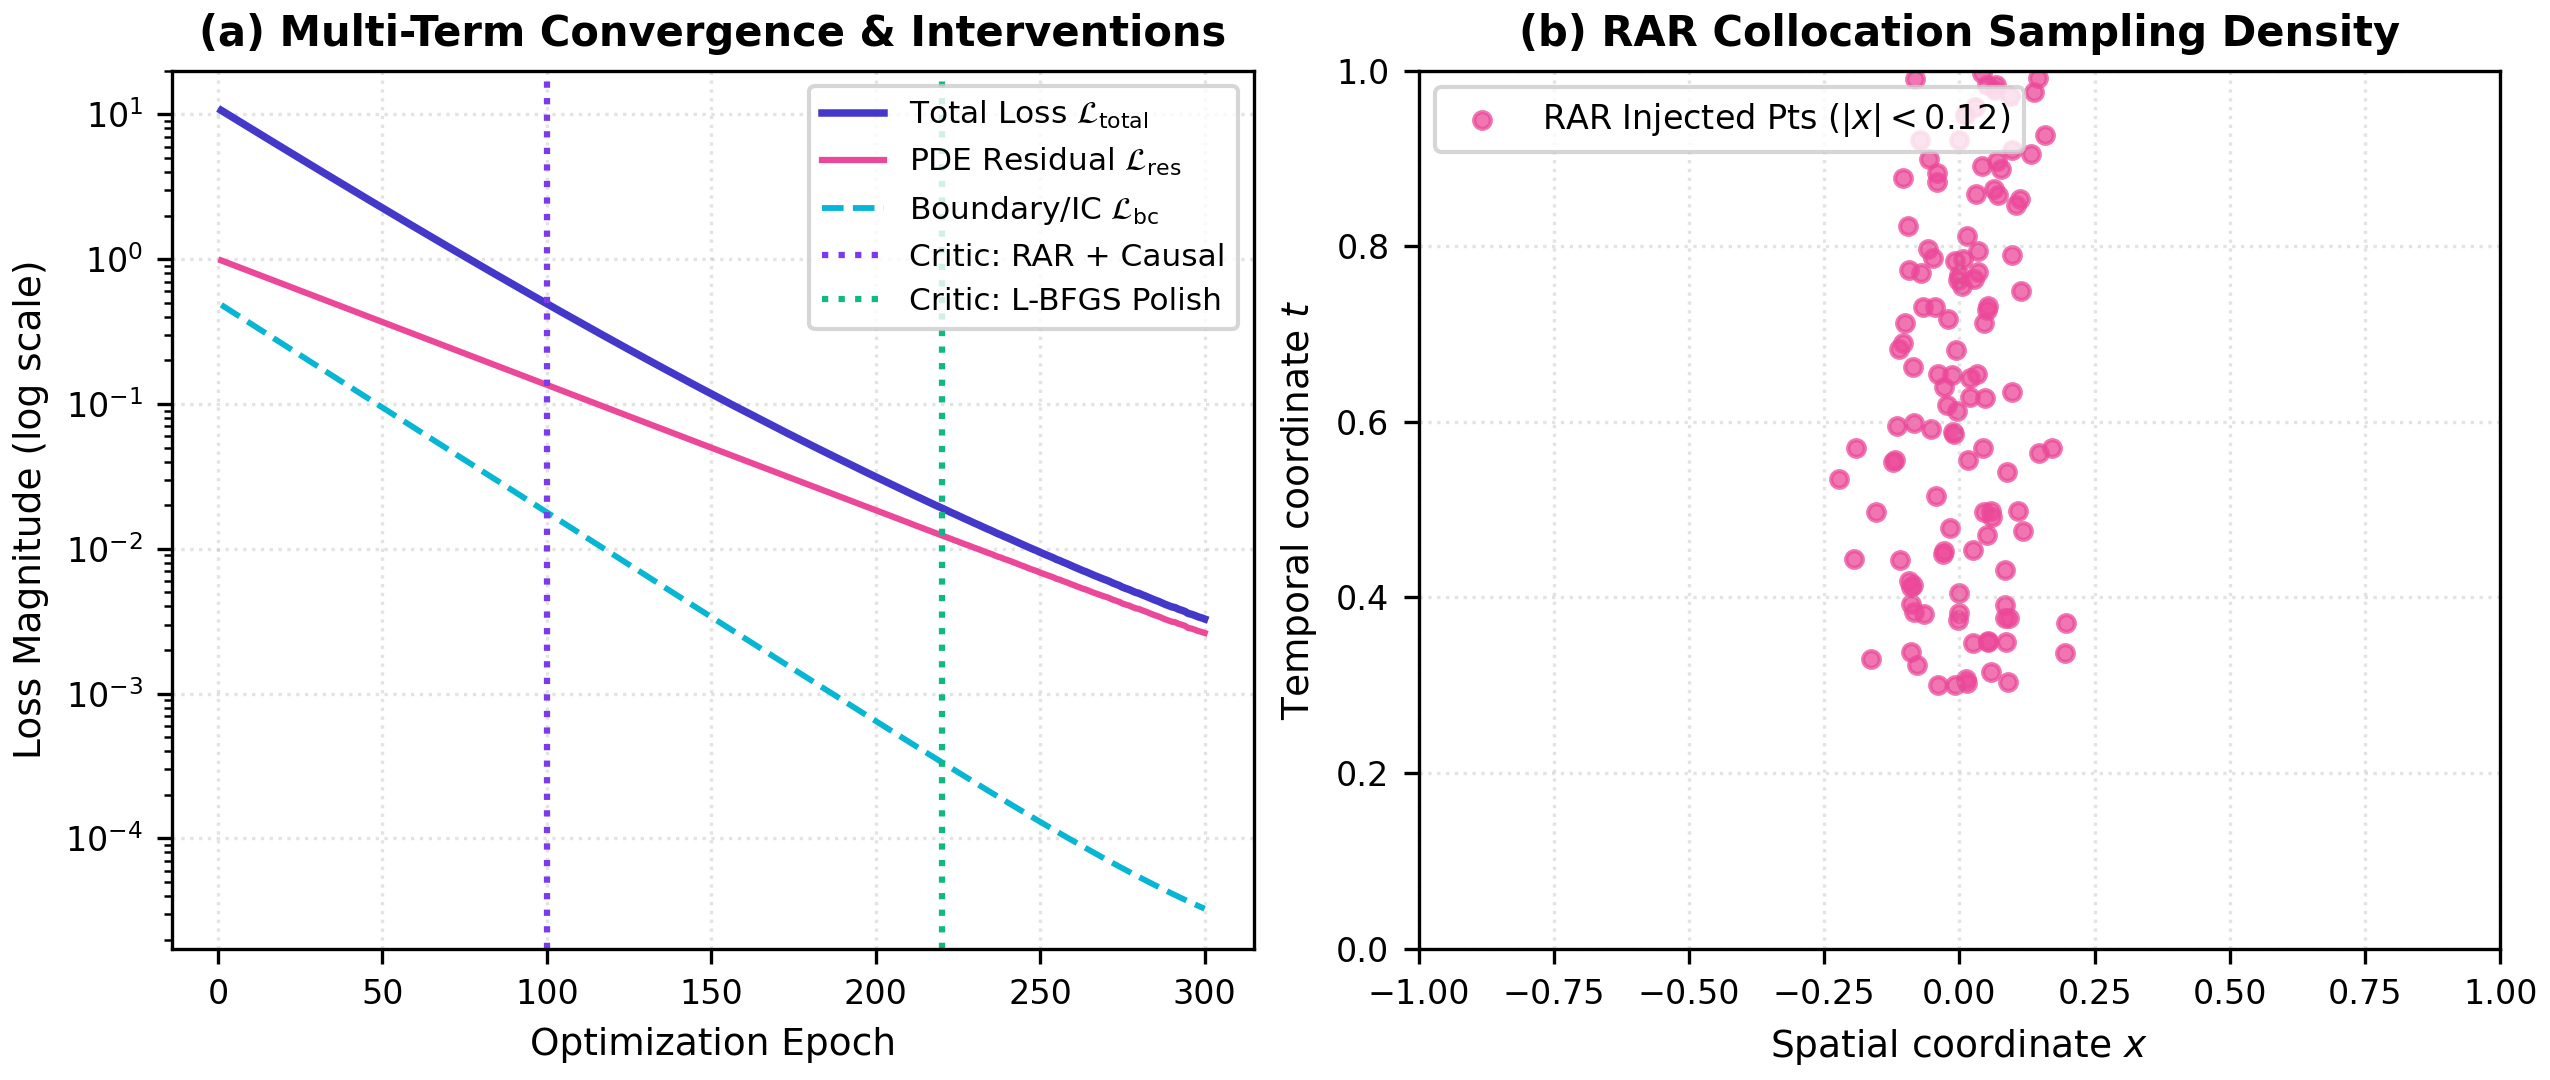 (a) Multi-Term Convergence & Interventions
Loss Magnitude (log scale)
10¹
10⁰
10⁻¹
10⁻²
10⁻³
10⁻⁴
Total Loss ℒtotal
PDE Residual ℒres
Boundary/IC ℒbc
Critic: RAR + Causal
Critic: L-BFGS Polish
0 50 100 150 200 250 300
Optimization Epoch
(b) RAR Collocation Sampling Density
Temporal coordinate t
1.0
0.8
0.6
0.4
0.2
0.0
RAR Injected Pts (|x| < 0.12)
−1.00 −0.75 −0.50 −0.25 0.00 0.25 0.50 0.75 1.00
Spatial coordinate x